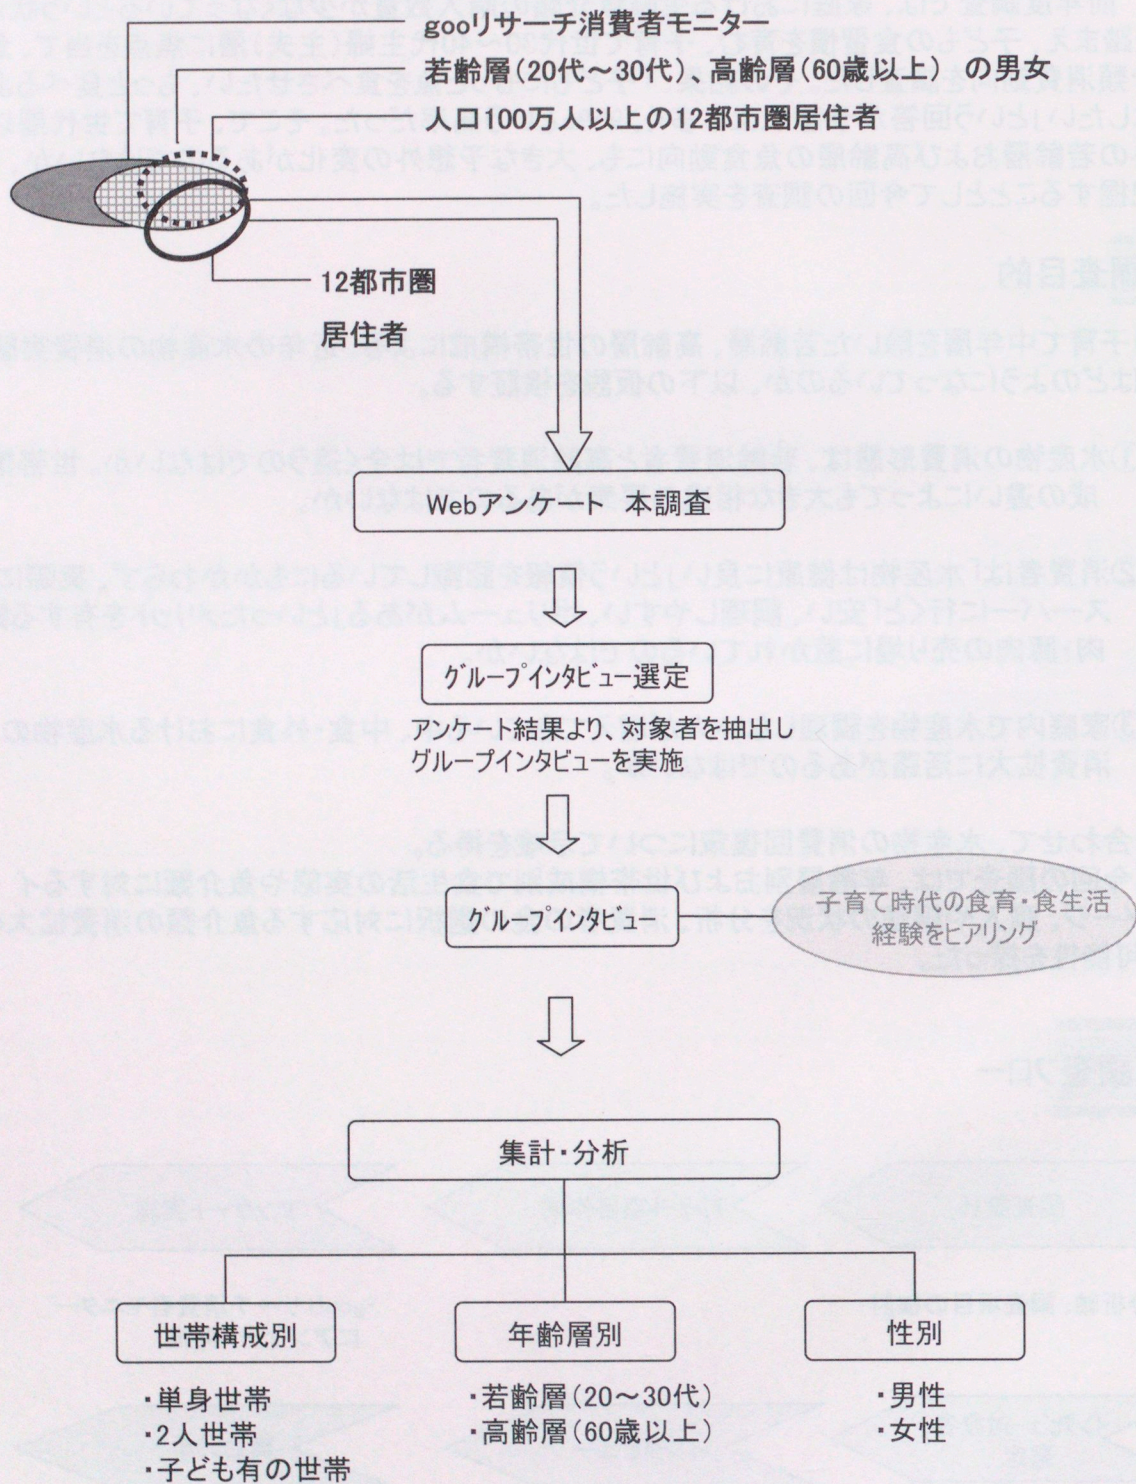 gooリサーチ消費者モニター
若齢層(20代～30代)、高齢層(60歳以上) の男女
人口100万人以上の12都市圏居住者
12都市圏
居住者
Webアンケート 本調査
グループインタビュー選定
アンケート結果より、対象者を抽出し
グループインタビューを実施
グループインタビュー
子育て時代の食育・食生活
経験をヒアリング
集計・分析
世帯構成別
年齢層別
性別
・単身世帯
・2人世帯
・子ども有の世帯
・若齢層(20～30代)
・高齢層(60歳以上)
・男性
・女性